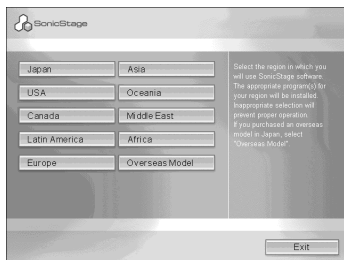 SonicStage
Japan
Asia
USA
Oceania
Canada
Middle East
Latin America
Africa
Europe
Overseas Model
Select the region in which you
will use SonicStage software.
The appropriate program(s) for
your region will be installed.
Inappropriate selection will
prevent proper operation.
If you purchased an overseas
model in Japan, select
"Overseas Model".
Exit